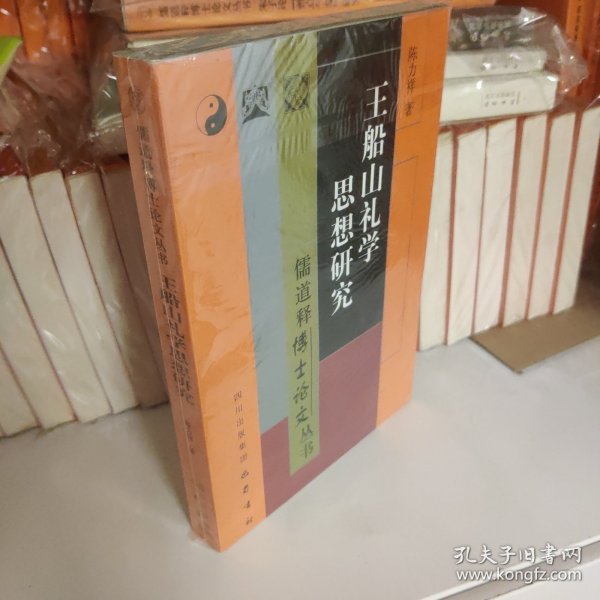 陈力祥 著
王船山礼学
思想研究
儒道释博士论文丛书
四川出版集团 巴蜀书社
儒道释博士论文丛书 王船山礼学思想研究
孔夫子旧书网
www.kongfz.com